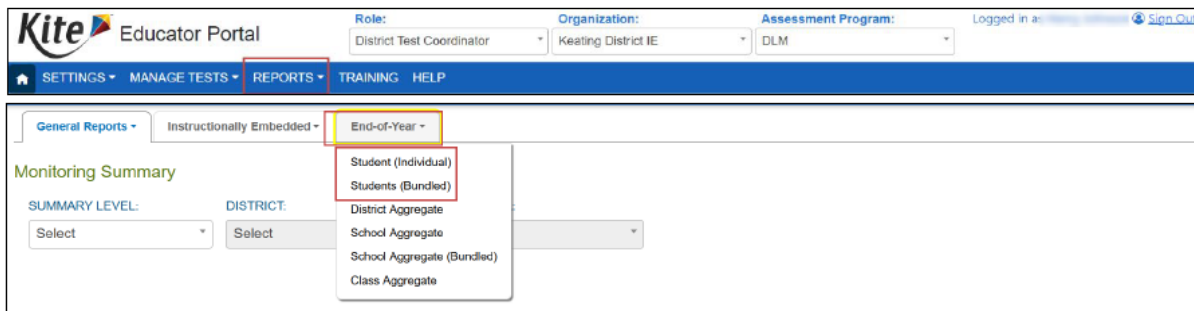 Kite Educator Portal
Role: Organization: Assessment Program: Logged in as Sign Out
District Test Coordinator Keating District IE DLM
SETTINGS MANAGE TESTS REPORTS TRAINING HELP
General Reports Instructionally Embedded End-of-Year
Student (Individual)
Monitoring Summary
Students (Bundled)
SUMMARY LEVEL: DISTRICT: District Aggregate
Select Select School Aggregate
School Aggregate (Bundled)
Class Aggregate